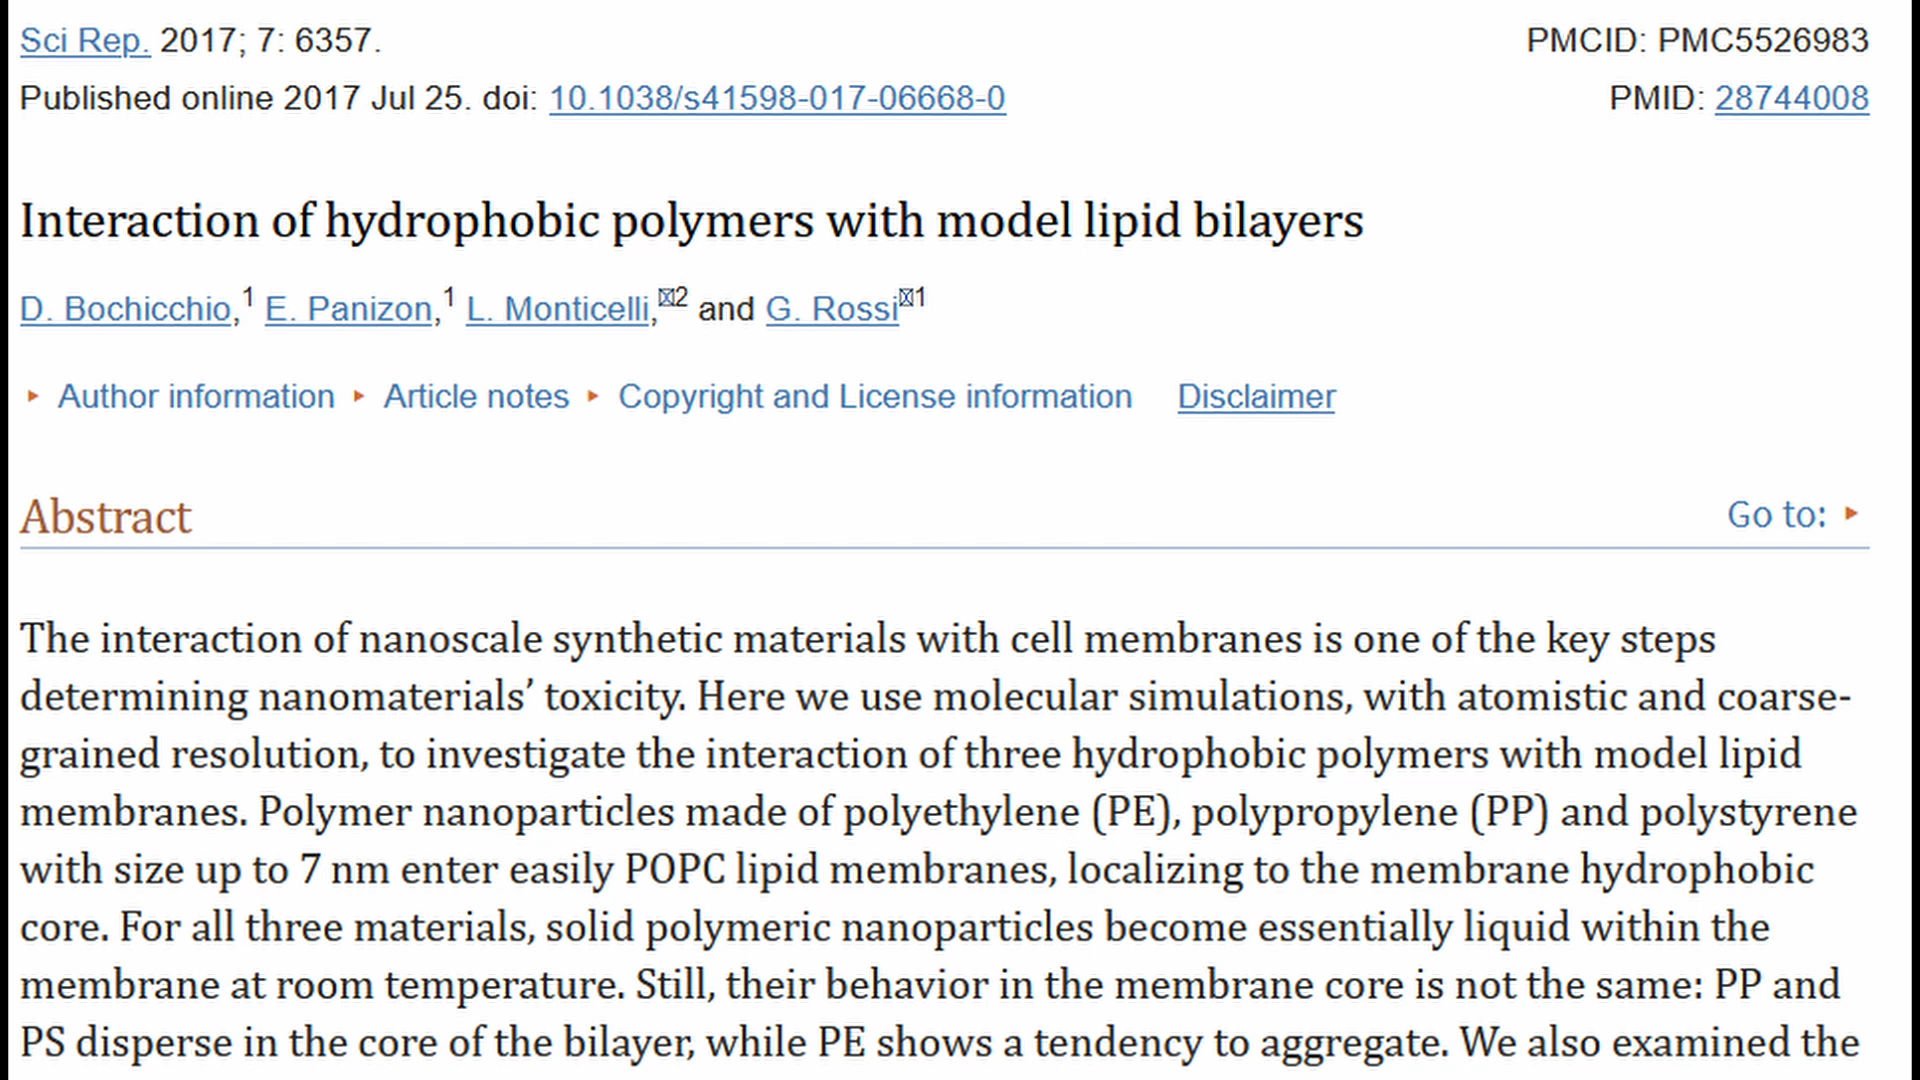 Sci Rep. 2017; 7: 6357.
PMCID: PMC5526983
Published online 2017 Jul 25. doi: 10.1038/s41598-017-06668-0
PMID: 28744008
Interaction of hydrophobic polymers with model lipid bilayers
D. Bochicchio,1 E. Panizon,1 L. Monticelli,2 and G. Rossi1
Author information Article notes Copyright and License information Disclaimer
Abstract
Go to:
The interaction of nanoscale synthetic materials with cell membranes is one of the key steps
determining nanomaterials’ toxicity. Here we use molecular simulations, with atomistic and coarse-
grained resolution, to investigate the interaction of three hydrophobic polymers with model lipid
membranes. Polymer nanoparticles made of polyethylene (PE), polypropylene (PP) and polystyrene
with size up to 7 nm enter easily POPC lipid membranes, localizing to the membrane hydrophobic
core. For all three materials, solid polymeric nanoparticles become essentially liquid within the
membrane at room temperature. Still, their behavior in the membrane core is not the same: PP and
PS disperse in the core of the bilayer, while PE shows a tendency to aggregate. We also examined the